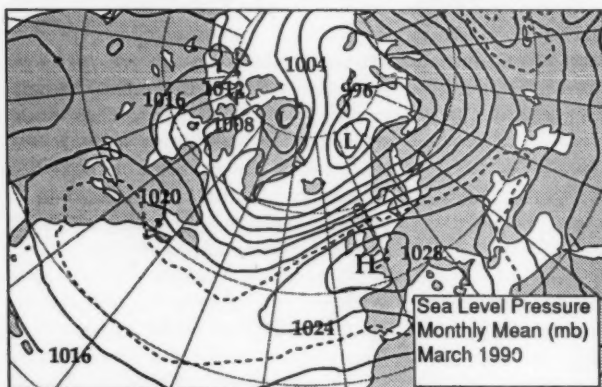 L
1004
1012
996
1016
1008
L
L
1020
H 1028
1024
1016
Sea Level Pressure
Monthly Mean (mb)
March 1990